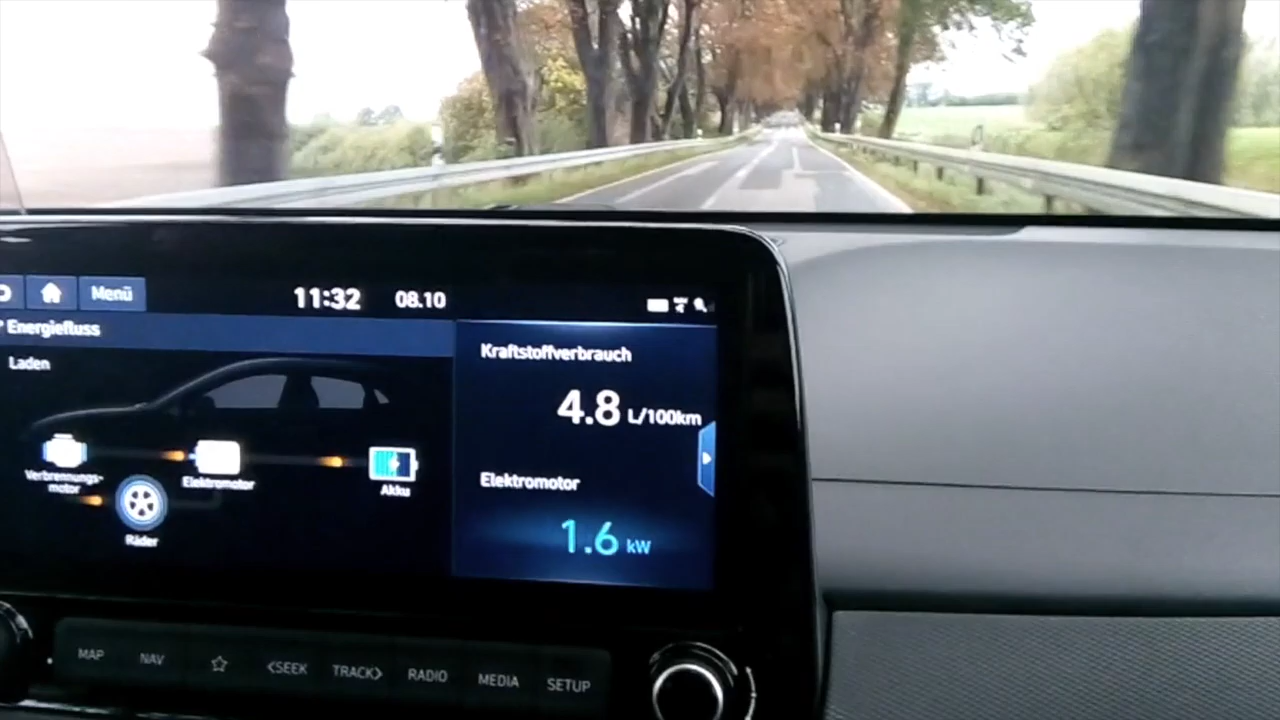 Menü
11:32
08.10
Energiefluss
Laden
Verbrennungs-
motor
Elektromotor
Akku
Räder
Kraftstoffverbrauch
4.8 L/100km
Elektromotor
1.6 kW
MAP
NAV
<SEEK
TRACK>
RADIO
MEDIA
SETUP